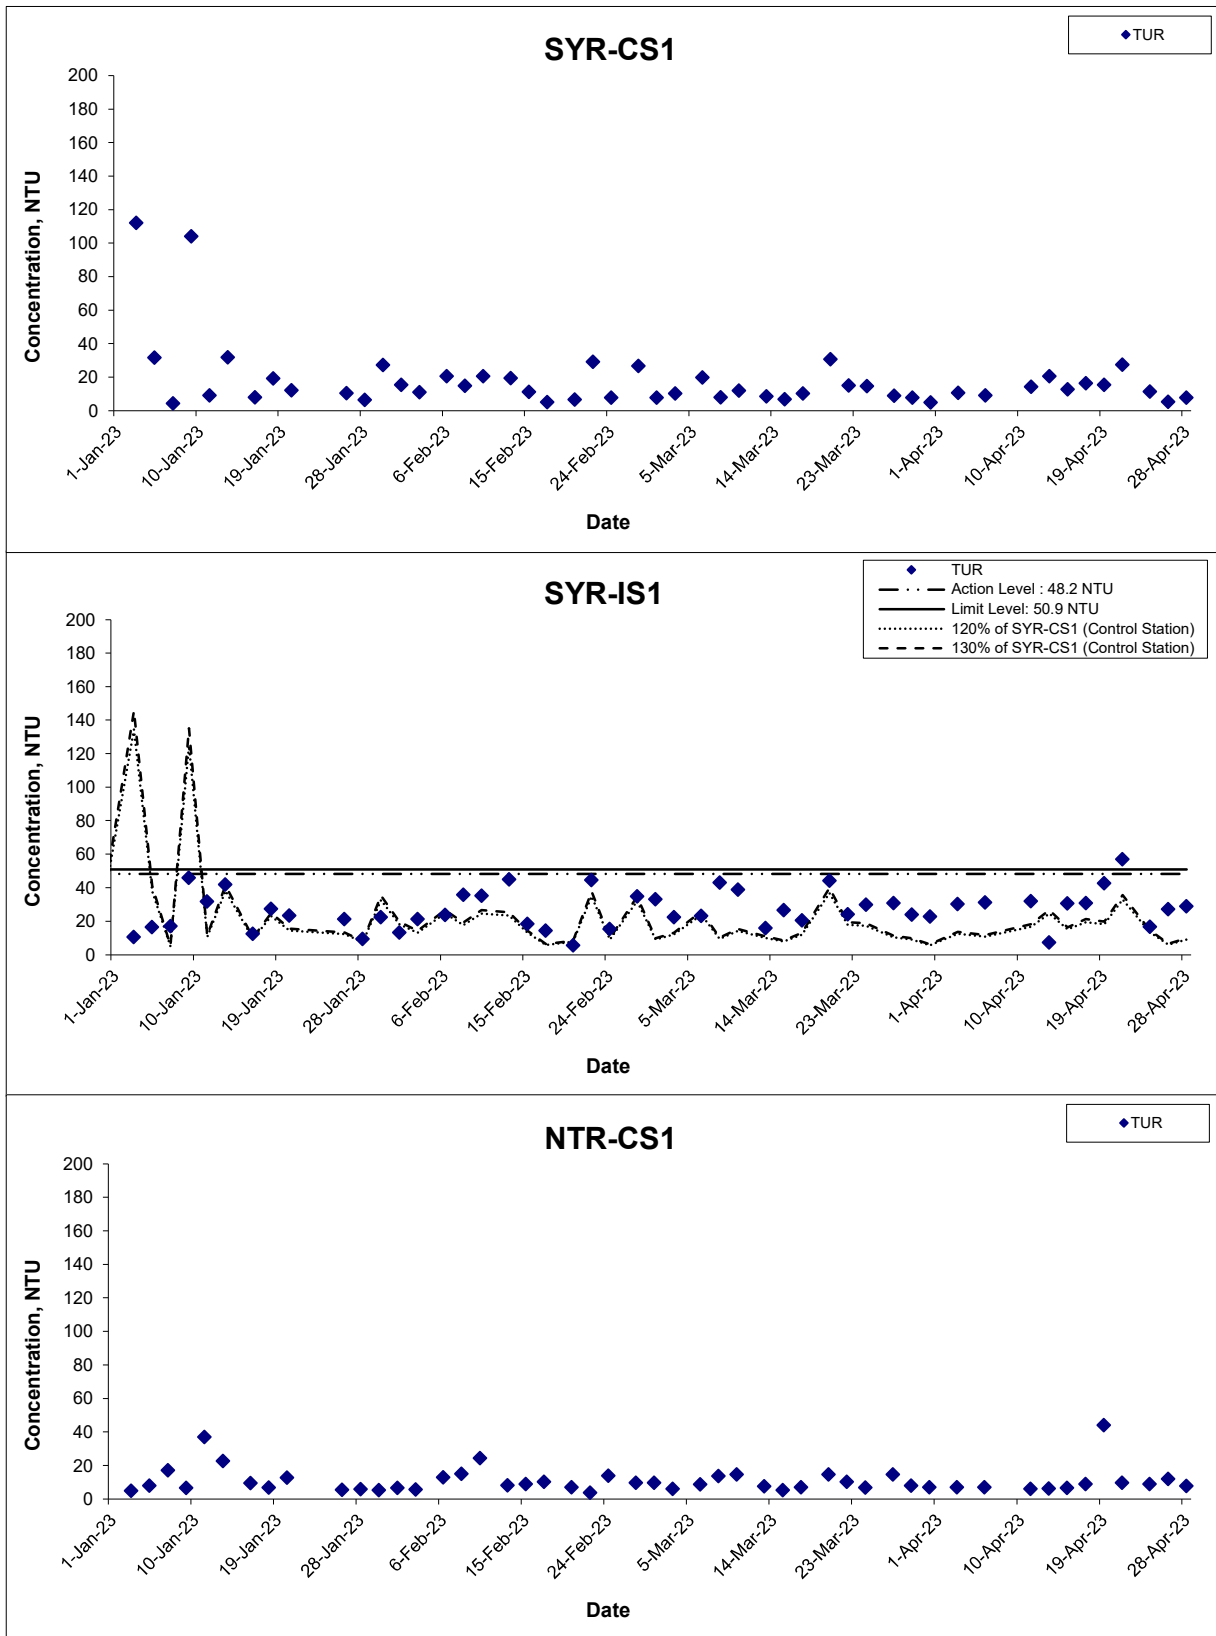 SYR-CS1
TUR
Concentration, NTU
200
180
160
140
120
100
80
60
40
20
0
1-Jan-23
10-Jan-23
19-Jan-23
28-Jan-23
6-Feb-23
15-Feb-23
24-Feb-23
5-Mar-23
14-Mar-23
23-Mar-23
1-Apr-23
10-Apr-23
19-Apr-23
28-Apr-23
Date
SYR-IS1
TUR
Action Level : 48.2 NTU
Limit Level: 50.9 NTU
120% of SYR-CS1 (Control Station)
130% of SYR-CS1 (Control Station)
Concentration, NTU
200
180
160
140
120
100
80
60
40
20
0
1-Jan-23
10-Jan-23
19-Jan-23
28-Jan-23
6-Feb-23
15-Feb-23
24-Feb-23
5-Mar-23
14-Mar-23
23-Mar-23
1-Apr-23
10-Apr-23
19-Apr-23
28-Apr-23
Date
NTR-CS1
TUR
Concentration, NTU
200
180
160
140
120
100
80
60
40
20
0
1-Jan-23
10-Jan-23
19-Jan-23
28-Jan-23
6-Feb-23
15-Feb-23
24-Feb-23
5-Mar-23
14-Mar-23
23-Mar-23
1-Apr-23
10-Apr-23
19-Apr-23
28-Apr-23
Date